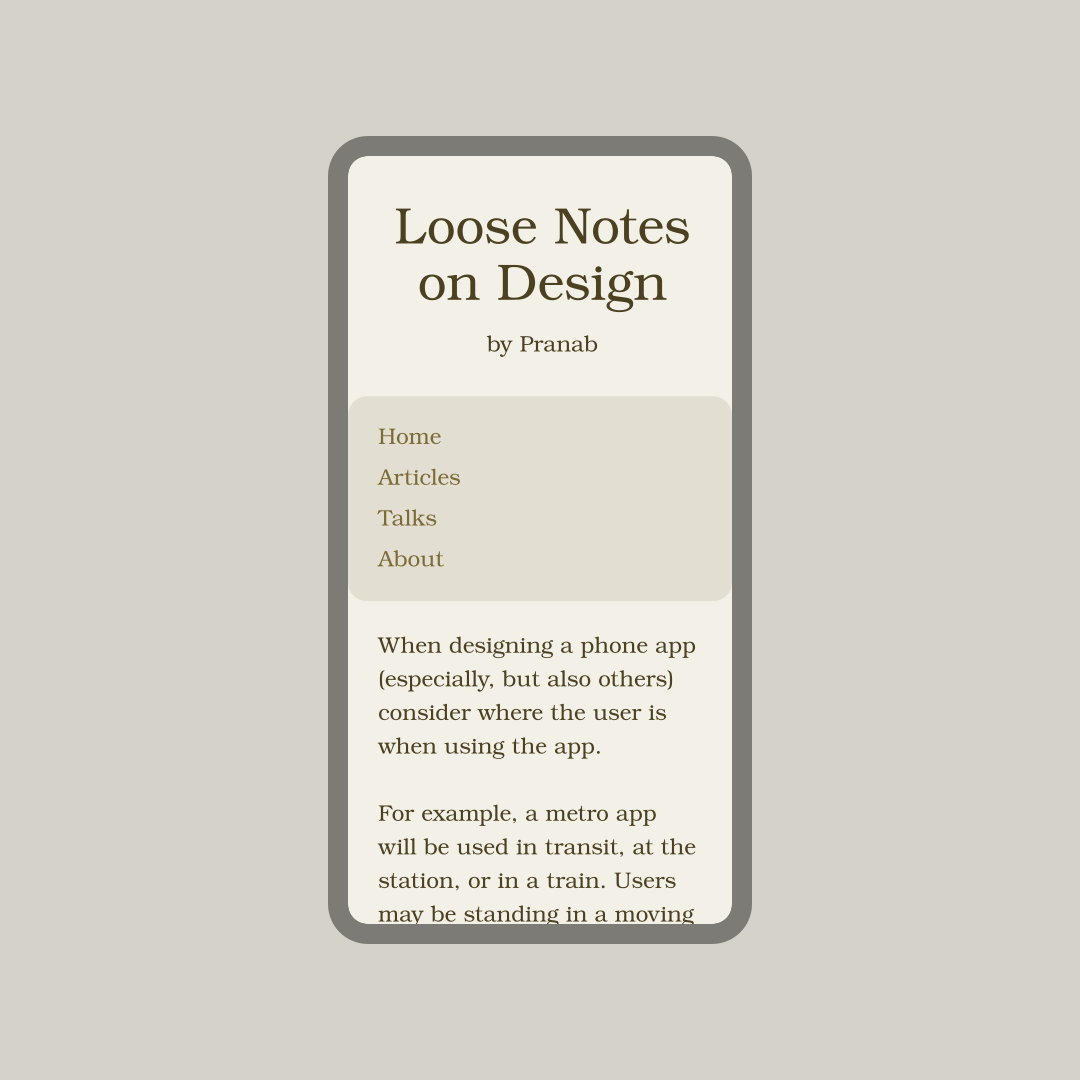 Loose Notes
on Design
by Pranab
Home
Articles
Talks
About
When designing a phone app
(especially, but also others)
consider where the user is
when using the app.
For example, a metro app
will be used in transit, at the
station, or in a train. Users
may be standing in a moving